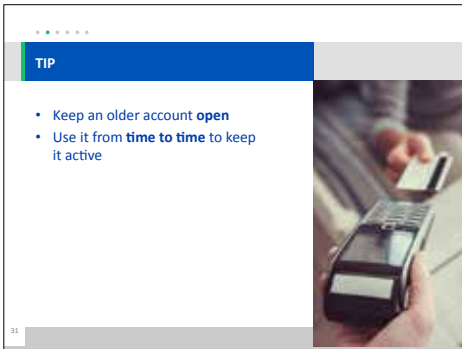 TIP
• Keep an older account open
• Use it from time to time to keep
it active
31